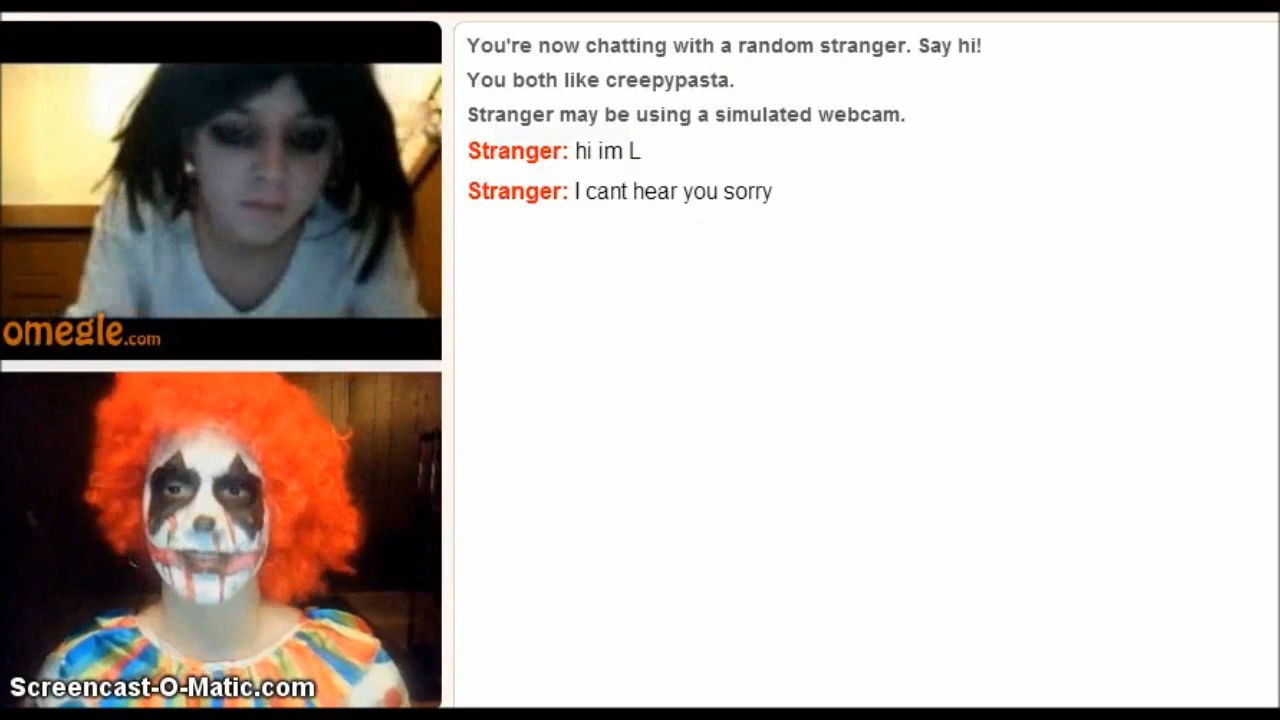 You're now chatting with a random stranger. Say hi!
You both like creepypasta.
Stranger may be using a simulated webcam.
Stranger: hi im L
Stranger: I cant hear you sorry
omegle.com
Screencast-O-Matic.com